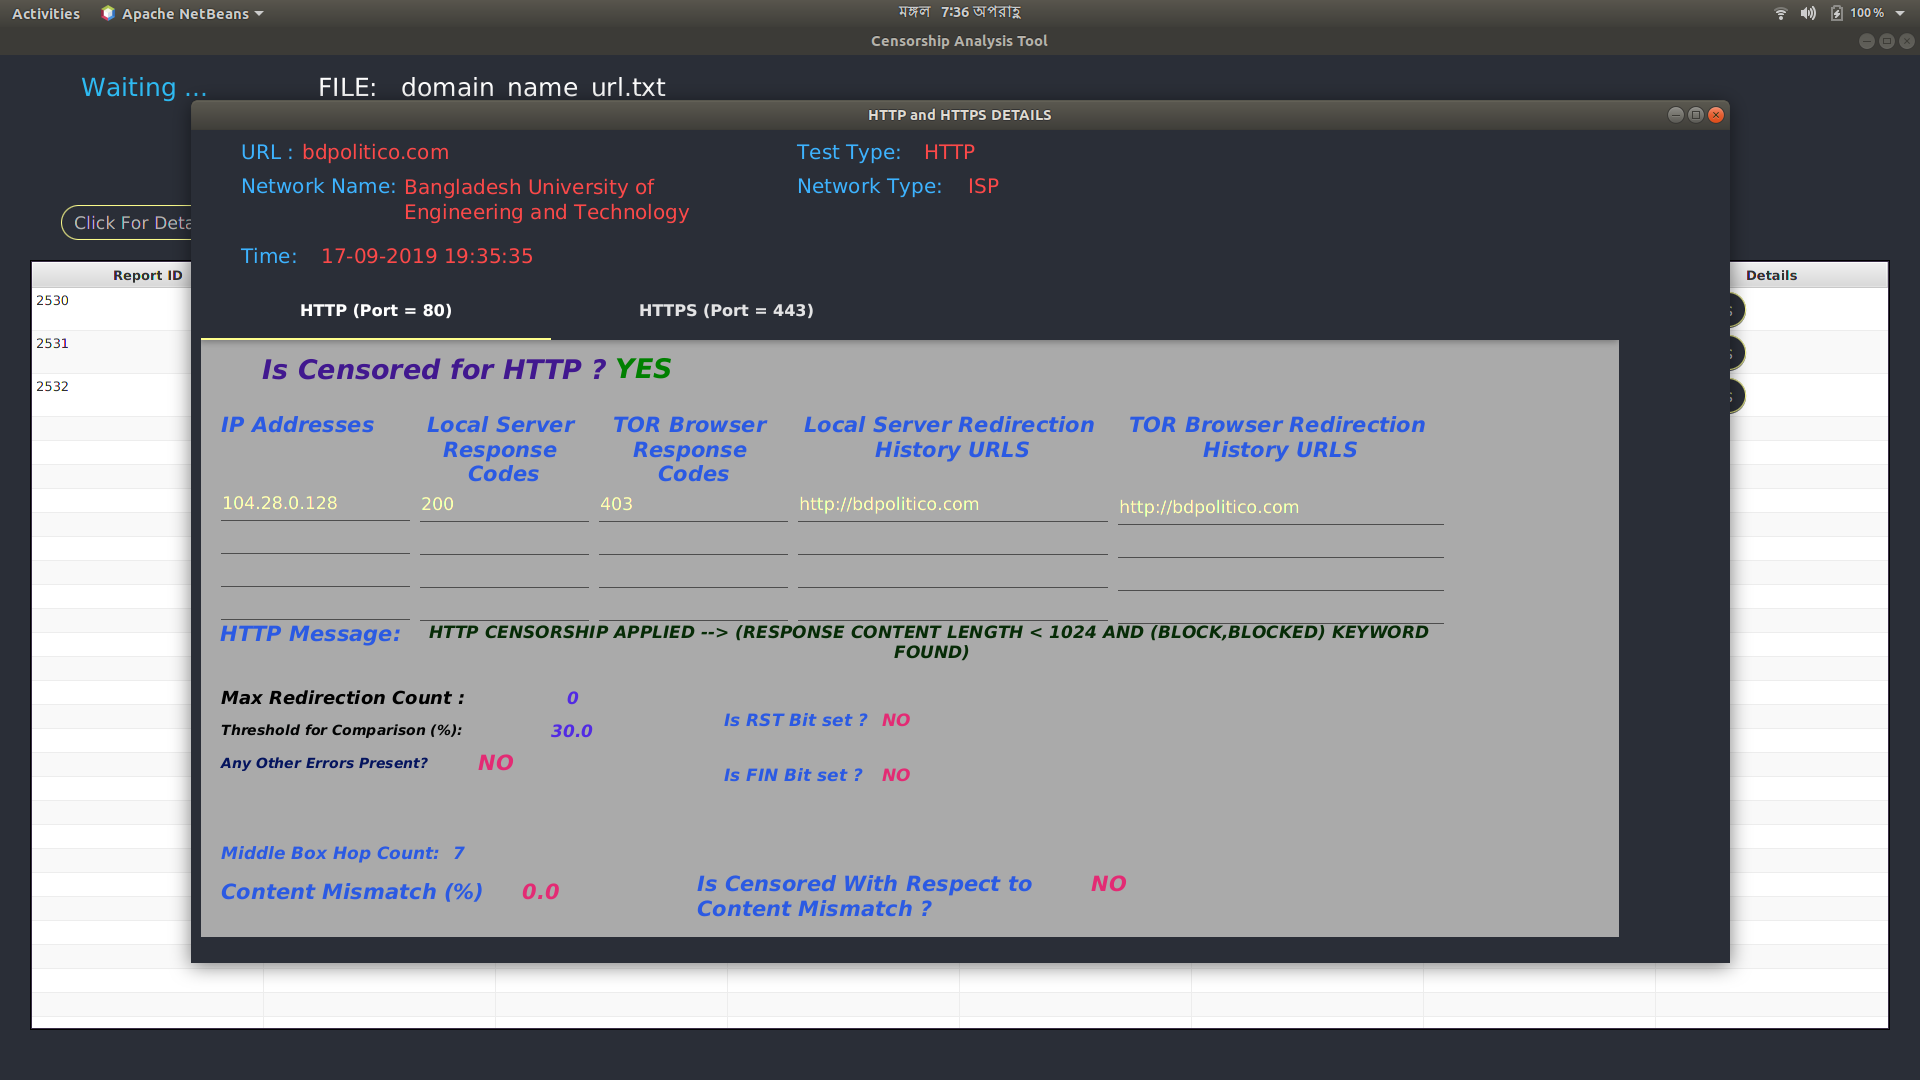 Activities Apache NetBeans মঙ্গল 7:36 অপরাহ্ণ 100%
Censorship Analysis Tool
Waiting ... FILE: domain_name_url.txt
HTTP and HTTPS DETAILS
URL : bdpolitico.com Test Type: HTTP
Network Name: Bangladesh University of Network Type: ISP
Engineering and Technology
Click For Deta
Time: 17-09-2019 19:35:35
Report ID Details
2530
2531
2532
HTTP (Port = 80) HTTPS (Port = 443)
Is Censored for HTTP ? YES
IP Addresses Local Server TOR Browser Local Server Redirection TOR Browser Redirection
Response Response History URLS History URLS
Codes Codes
104.28.0.128 200 403 http://bdpolitico.com http://bdpolitico.com
HTTP Message: HTTP CENSORSHIP APPLIED --> (RESPONSE CONTENT LENGTH < 1024 AND (BLOCK,BLOCKED) KEYWORD
FOUND)
Max Redirection Count : 0
Is RST Bit set ? NO
Threshold for Comparison (%): 30.0
Any Other Errors Present? NO
Is FIN Bit set ? NO
Middle Box Hop Count: 7
Content Mismatch (%) 0.0 Is Censored With Respect to NO
Content Mismatch ?